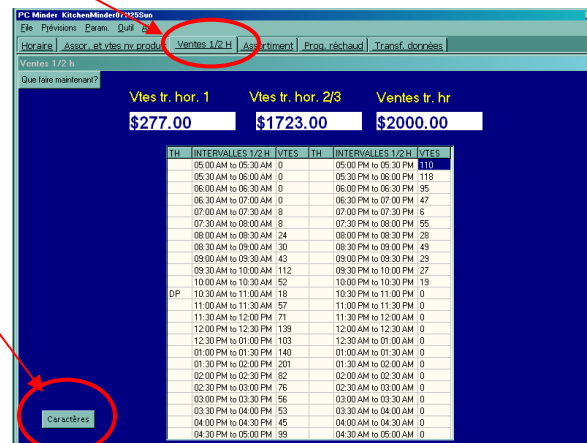 PC Minder KitchenMinder07M25Sun
File Prévisions Param. Outil
Horaire Assor. et vtes nv produit Ventes 1/2 H Assortiment Prog. réchaud Transf. données
Ventes 1/2 h
Que faire maintenant?
Vtes tr. hor. 1 Vtes tr. hor. 2/3 Ventes tr. hr
$277.00 $1723.00 $2000.00
TH INTERVALLES 1/2 H VTES TH INTERVALLES 1/2 H VTES
05:00 AM to 05:30 AM 0 05:00 PM to 05:30 PM 110
05:30 AM to 06:00 AM 0 05:30 PM to 06:00 PM 118
06:00 AM to 06:30 AM 0 06:00 PM to 06:30 PM 95
06:30 AM to 07:00 AM 0 06:30 PM to 07:00 PM 47
07:00 AM to 07:30 AM 8 07:00 PM to 07:30 PM 6
07:30 AM to 08:00 AM 8 07:30 PM to 08:00 PM 55
08:00 AM to 08:30 AM 24 08:00 PM to 08:30 PM 28
08:30 AM to 09:00 AM 30 08:30 PM to 09:00 PM 49
09:00 AM to 09:30 AM 43 09:00 PM to 09:30 PM 29
09:30 AM to 10:00 AM 112 09:30 PM to 10:00 PM 27
10:00 AM to 10:30 AM 52 10:00 PM to 10:30 PM 19
DP 10:30 AM to 11:00 AM 18 10:30 PM to 11:00 PM 0
11:00 AM to 11:30 AM 57 11:00 PM to 11:30 PM 0
11:30 AM to 12:00 PM 71 11:30 PM to 12:00 AM 0
12:00 PM to 12:30 PM 139 12:00 AM to 12:30 AM 0
12:30 PM to 01:00 PM 103 12:30 AM to 01:00 AM 0
01:00 PM to 01:30 PM 140 01:00 AM to 01:30 AM 0
01:30 PM to 02:00 PM 201 01:30 AM to 02:00 AM 0
02:00 PM to 02:30 PM 82 02:00 AM to 02:30 AM 0
02:30 PM to 03:00 PM 76 02:30 AM to 03:00 AM 0
03:00 PM to 03:30 PM 56 03:00 AM to 03:30 AM 0
03:30 PM to 04:00 PM 53 03:30 AM to 04:00 AM 0
04:00 PM to 04:30 PM 45 04:00 AM to 04:30 AM 0
04:30 PM to 05:00 PM 99 04:30 AM to 05:00 AM 0
Caractères